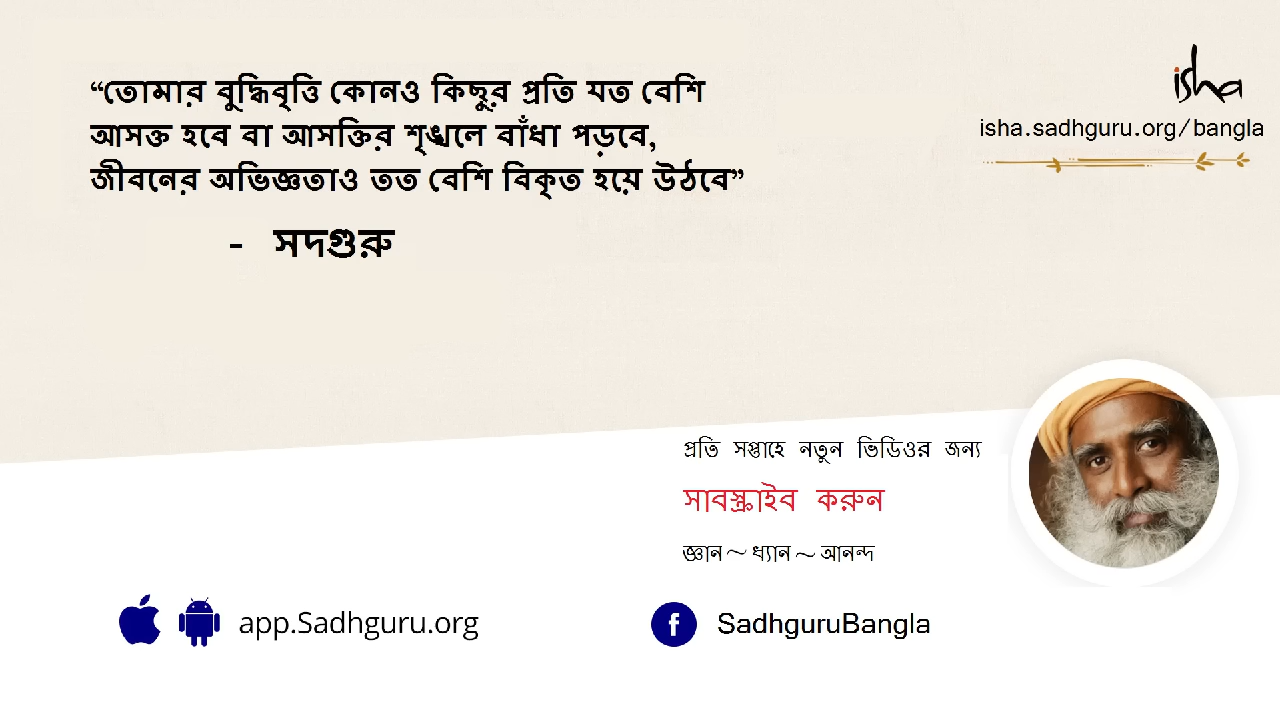 “তোমার বুদ্ধিবৃত্তি কোনও কিছুর প্রতি যত বেশি
আসক্ত হবে বা আসক্তির শৃঙ্খলে বাঁধা পড়বে,
জীবনের অভিজ্ঞতাও তত বেশি বিকৃত হয়ে উঠবে”
- সদগুরু
isha
isha.sadhguru.org/bangla
প্রতি সপ্তাহে নতুন ভিডিওর জন্য
সাবস্ক্রাইব করুন
জ্ঞান ~ ধ্যান ~ আনন্দ
app.Sadhguru.org
f SadhguruBangla